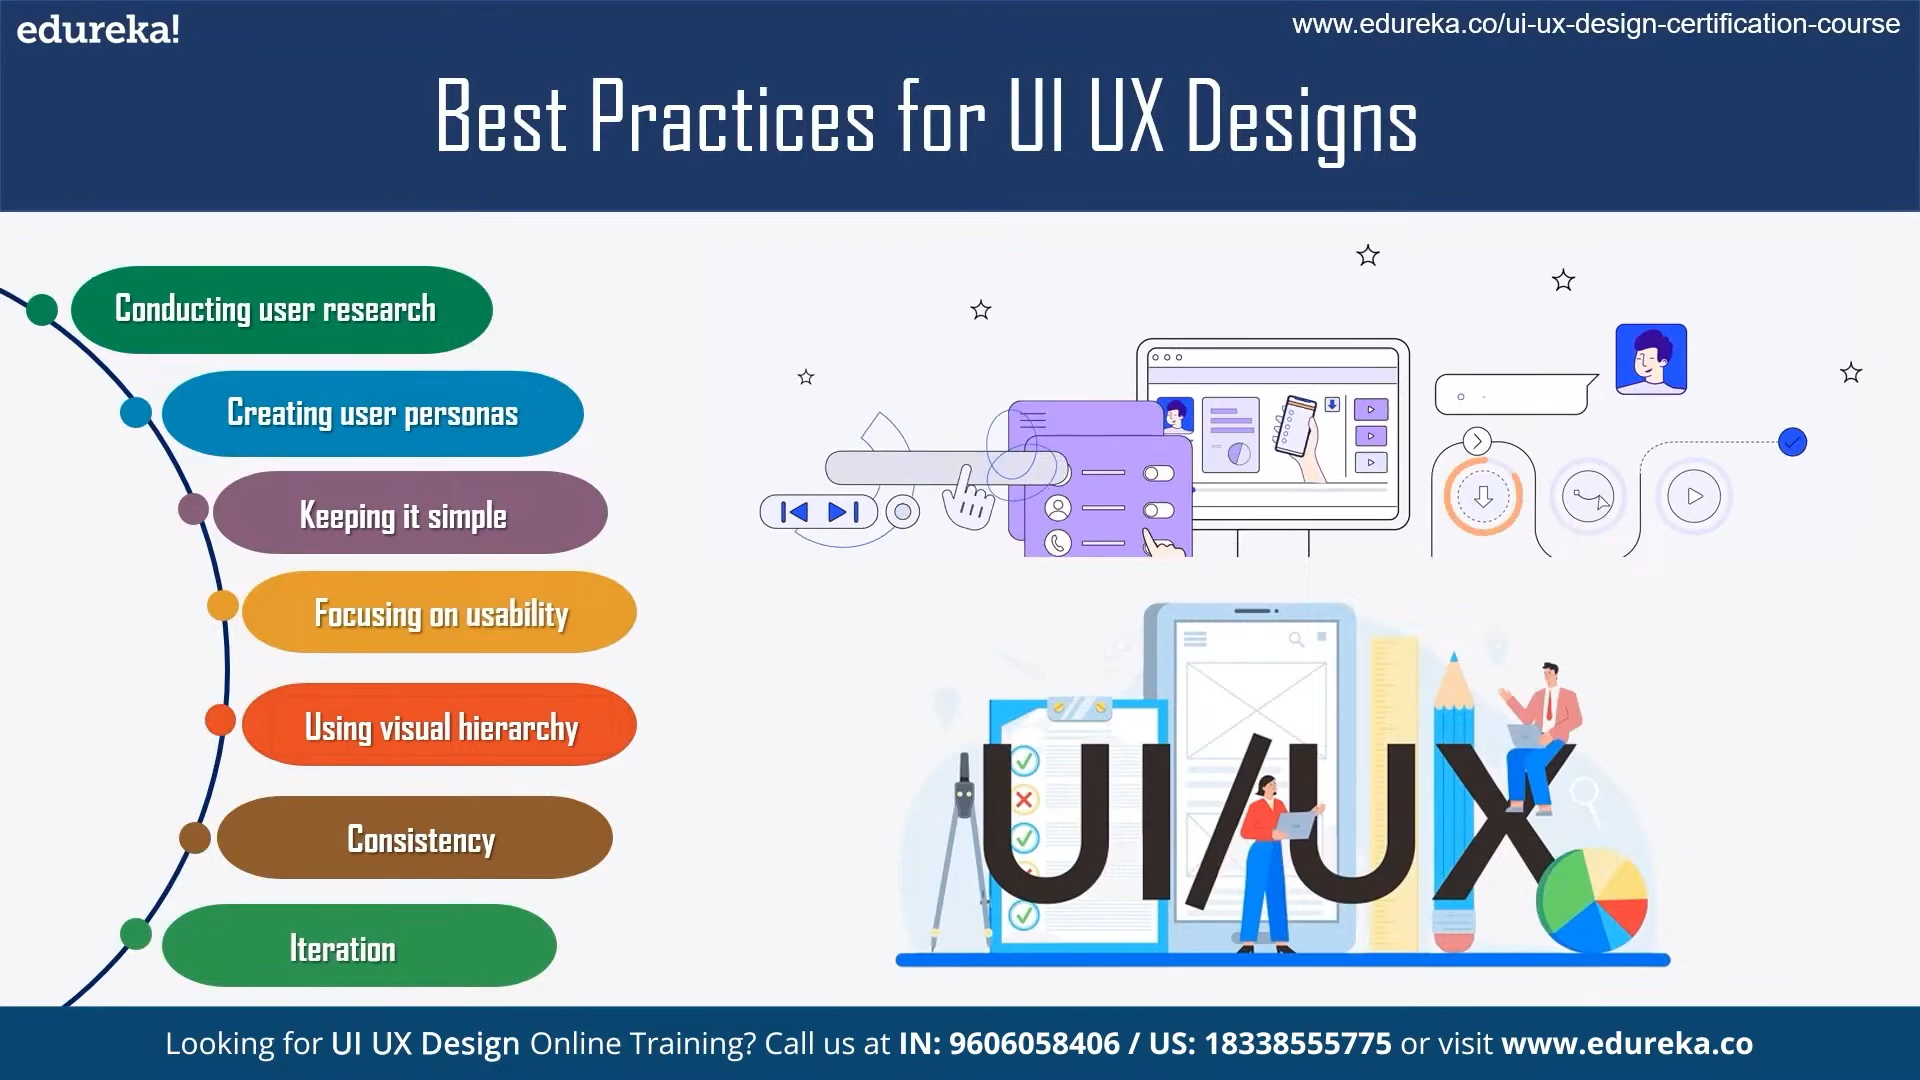 edureka!
www.edureka.co/ui-ux-design-certification-course
Best Practices for UI UX Designs
Conducting user research
Creating user personas
Keeping it simple
Focusing on usability
Using visual hierarchy
Consistency
Iteration
UI/UX
Looking for UI UX Design Online Training? Call us at IN: 9606058406 / US: 18338555775 or visit www.edureka.co